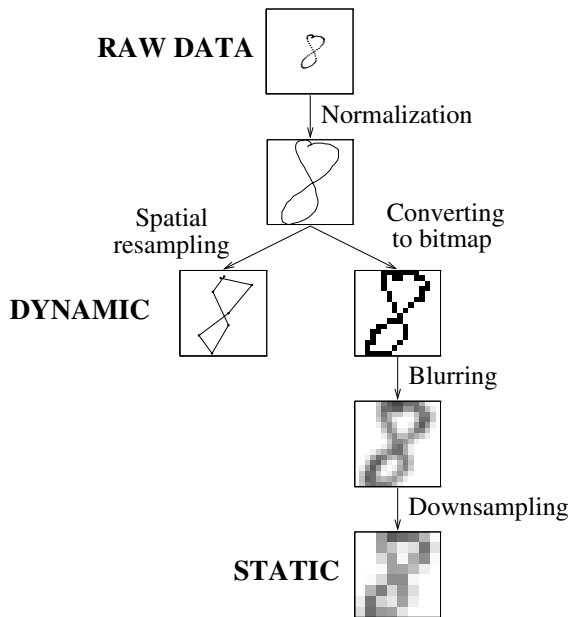 RAW DATA
Normalization
Spatial
resampling
Converting
to bitmap
DYNAMIC
Blurring
Downsampling
STATIC